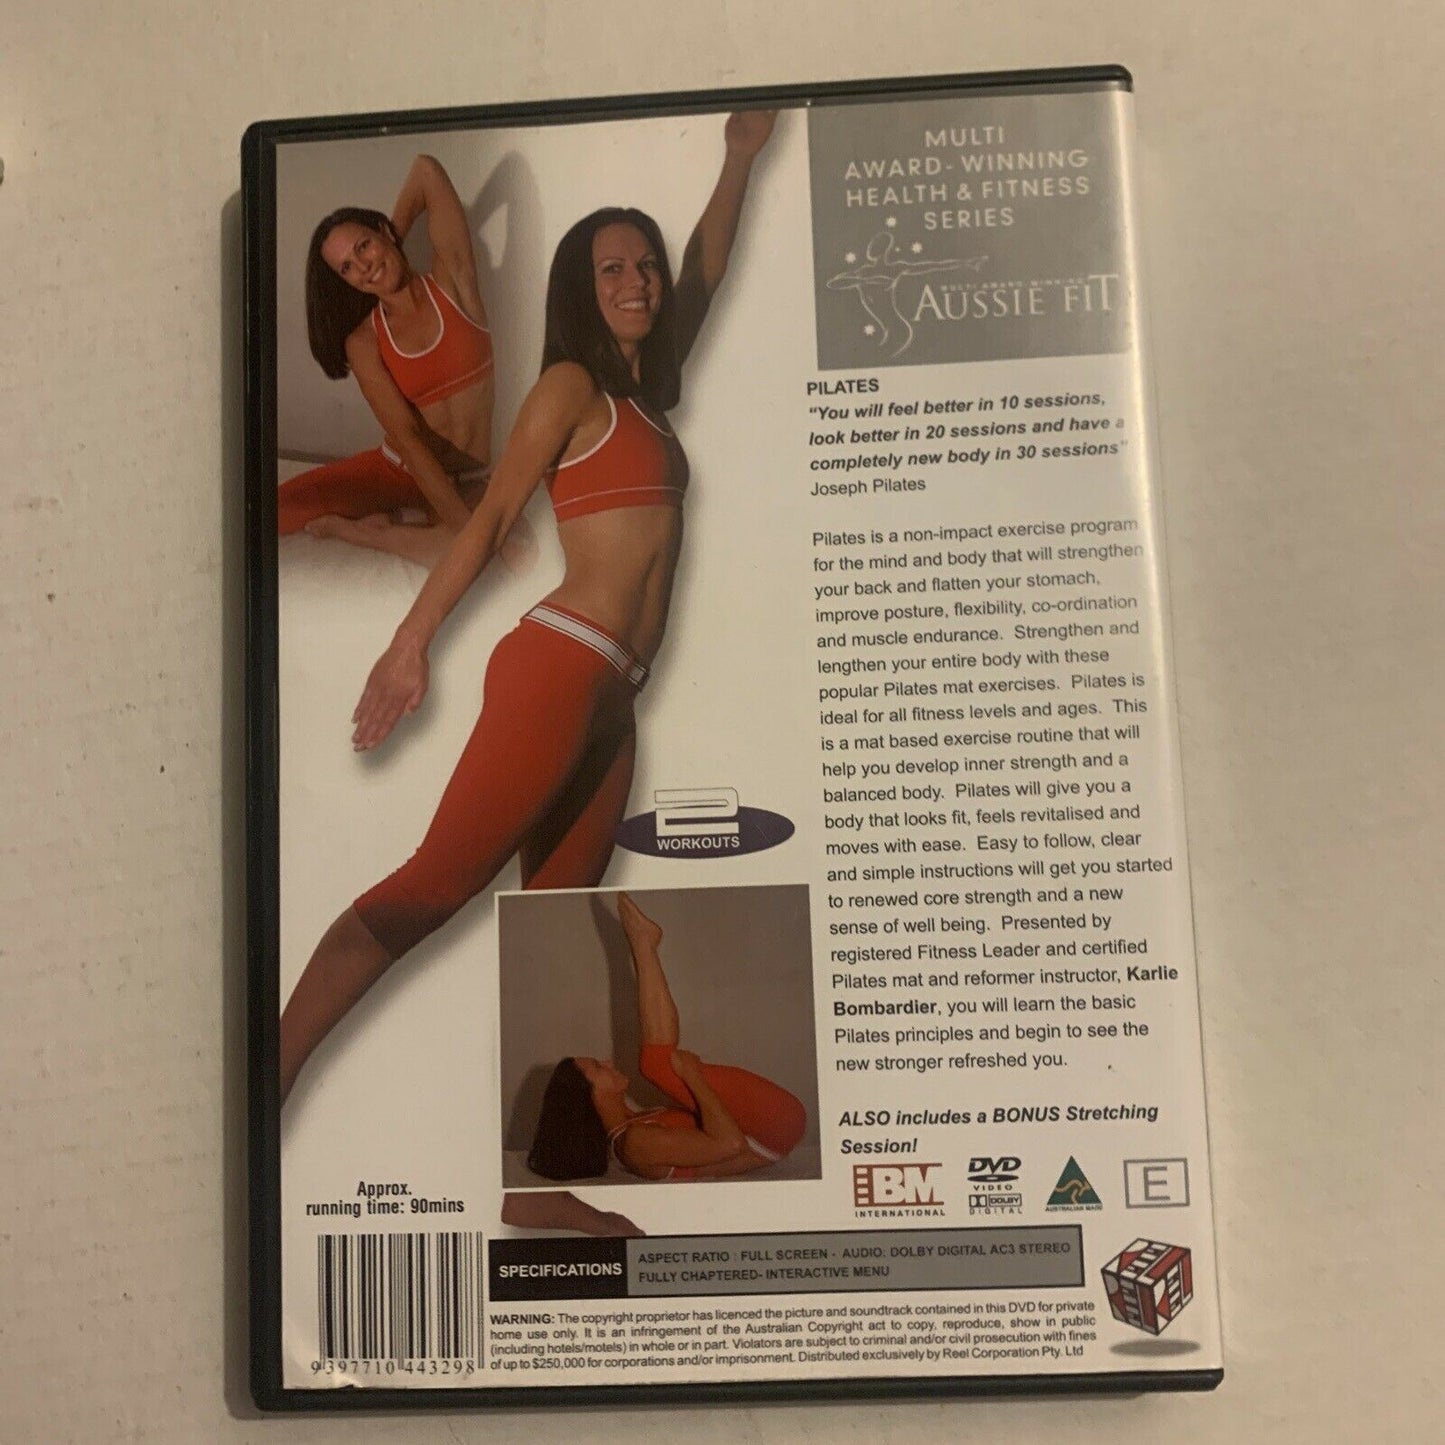 MULTI
AWARD-WINNING
HEALTH & FITNESS
SERIES
MULTI AWARD WINNING
AUSSIE FIT
PILATES
"You will feel better in 10 sessions,
look better in 20 sessions and have a
completely new body in 30 sessions"
Joseph Pilates
Pilates is a non-impact exercise program
for the mind and body that will strengthen
your back and flatten your stomach,
improve posture, flexibility, co-ordination
and muscle endurance. Strengthen and
lengthen your entire body with these
popular Pilates mat exercises. Pilates is
ideal for all fitness levels and ages. This
is a mat based exercise routine that will
help you develop inner strength and a
balanced body. Pilates will give you a
body that looks fit, feels revitalised and
moves with ease. Easy to follow, clear
and simple instructions will get you started
to renewed core strength and a new
sense of well being. Presented by
registered Fitness Leader and certified
Pilates mat and reformer instructor, Karlie
Bombardier, you will learn the basic
Pilates principles and begin to see the
new stronger refreshed you.
ALSO includes a BONUS Stretching
Session!
2
WORKOUTS
Approx.
running time: 90mins
IBM
INTERNATIONAL
DVD
VIDEO
DOLBY
DIGITAL
AUSTRALIAN MADE
E
SPECIFICATIONS
ASPECT RATIO : FULL SCREEN - AUDIO: DOLBY DIGITAL AC3 STEREO
FULLY CHAPTERED- INTERACTIVE MENU
WARNING: The copyright proprietor has licenced the picture and soundtrack contained in this DVD for private
home use only. It is an infringement of the Australian Copyright act to copy, reproduce, show in public
(including hotels/motels) in whole or in part. Violators are subject to criminal and/or civil prosecution with fines
of up to $250,000 for corporations and/or imprisonment. Distributed exclusively by Reel Corporation Pty. Ltd
9 397710 443298
REEL